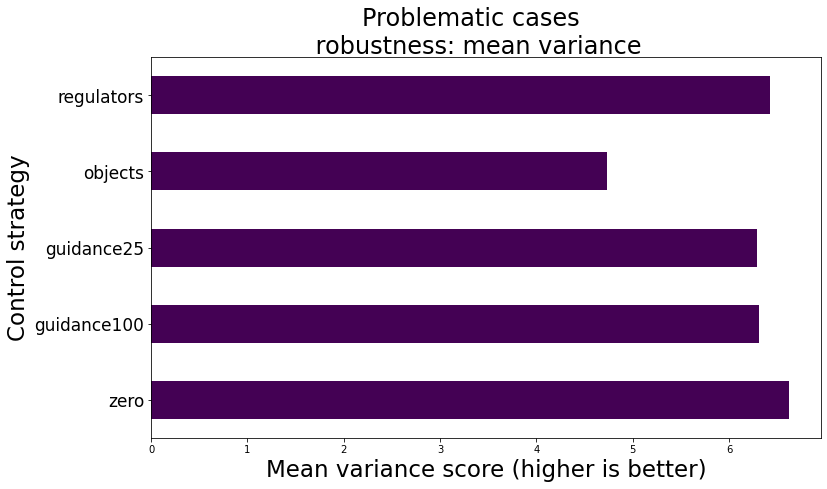 Problematic cases
robustness: mean variance
regulators
objects
guidance25
guidance100
zero
Control strategy
0 1 2 3 4 5 6
Mean variance score (higher is better)